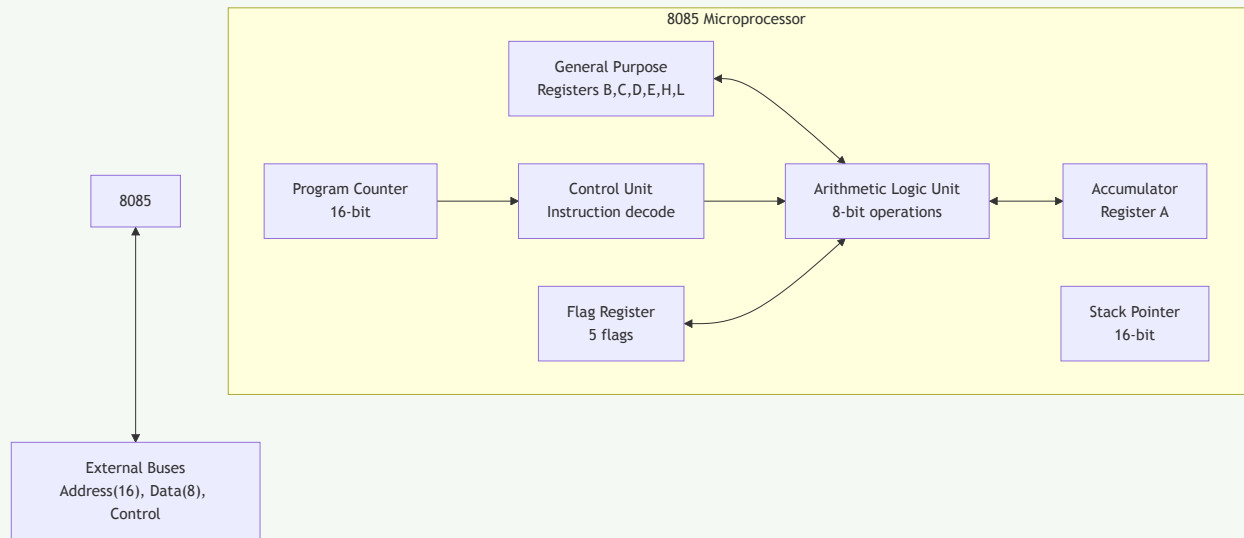 8085 Microprocessor
General Purpose
Registers B,C,D,E,H,L
Program Counter
16-bit
Control Unit
Instruction decode
Arithmetic Logic Unit
8-bit operations
Accumulator
Register A
8085
Flag Register
5 flags
Stack Pointer
16-bit
External Buses
Address(16), Data(8),
Control